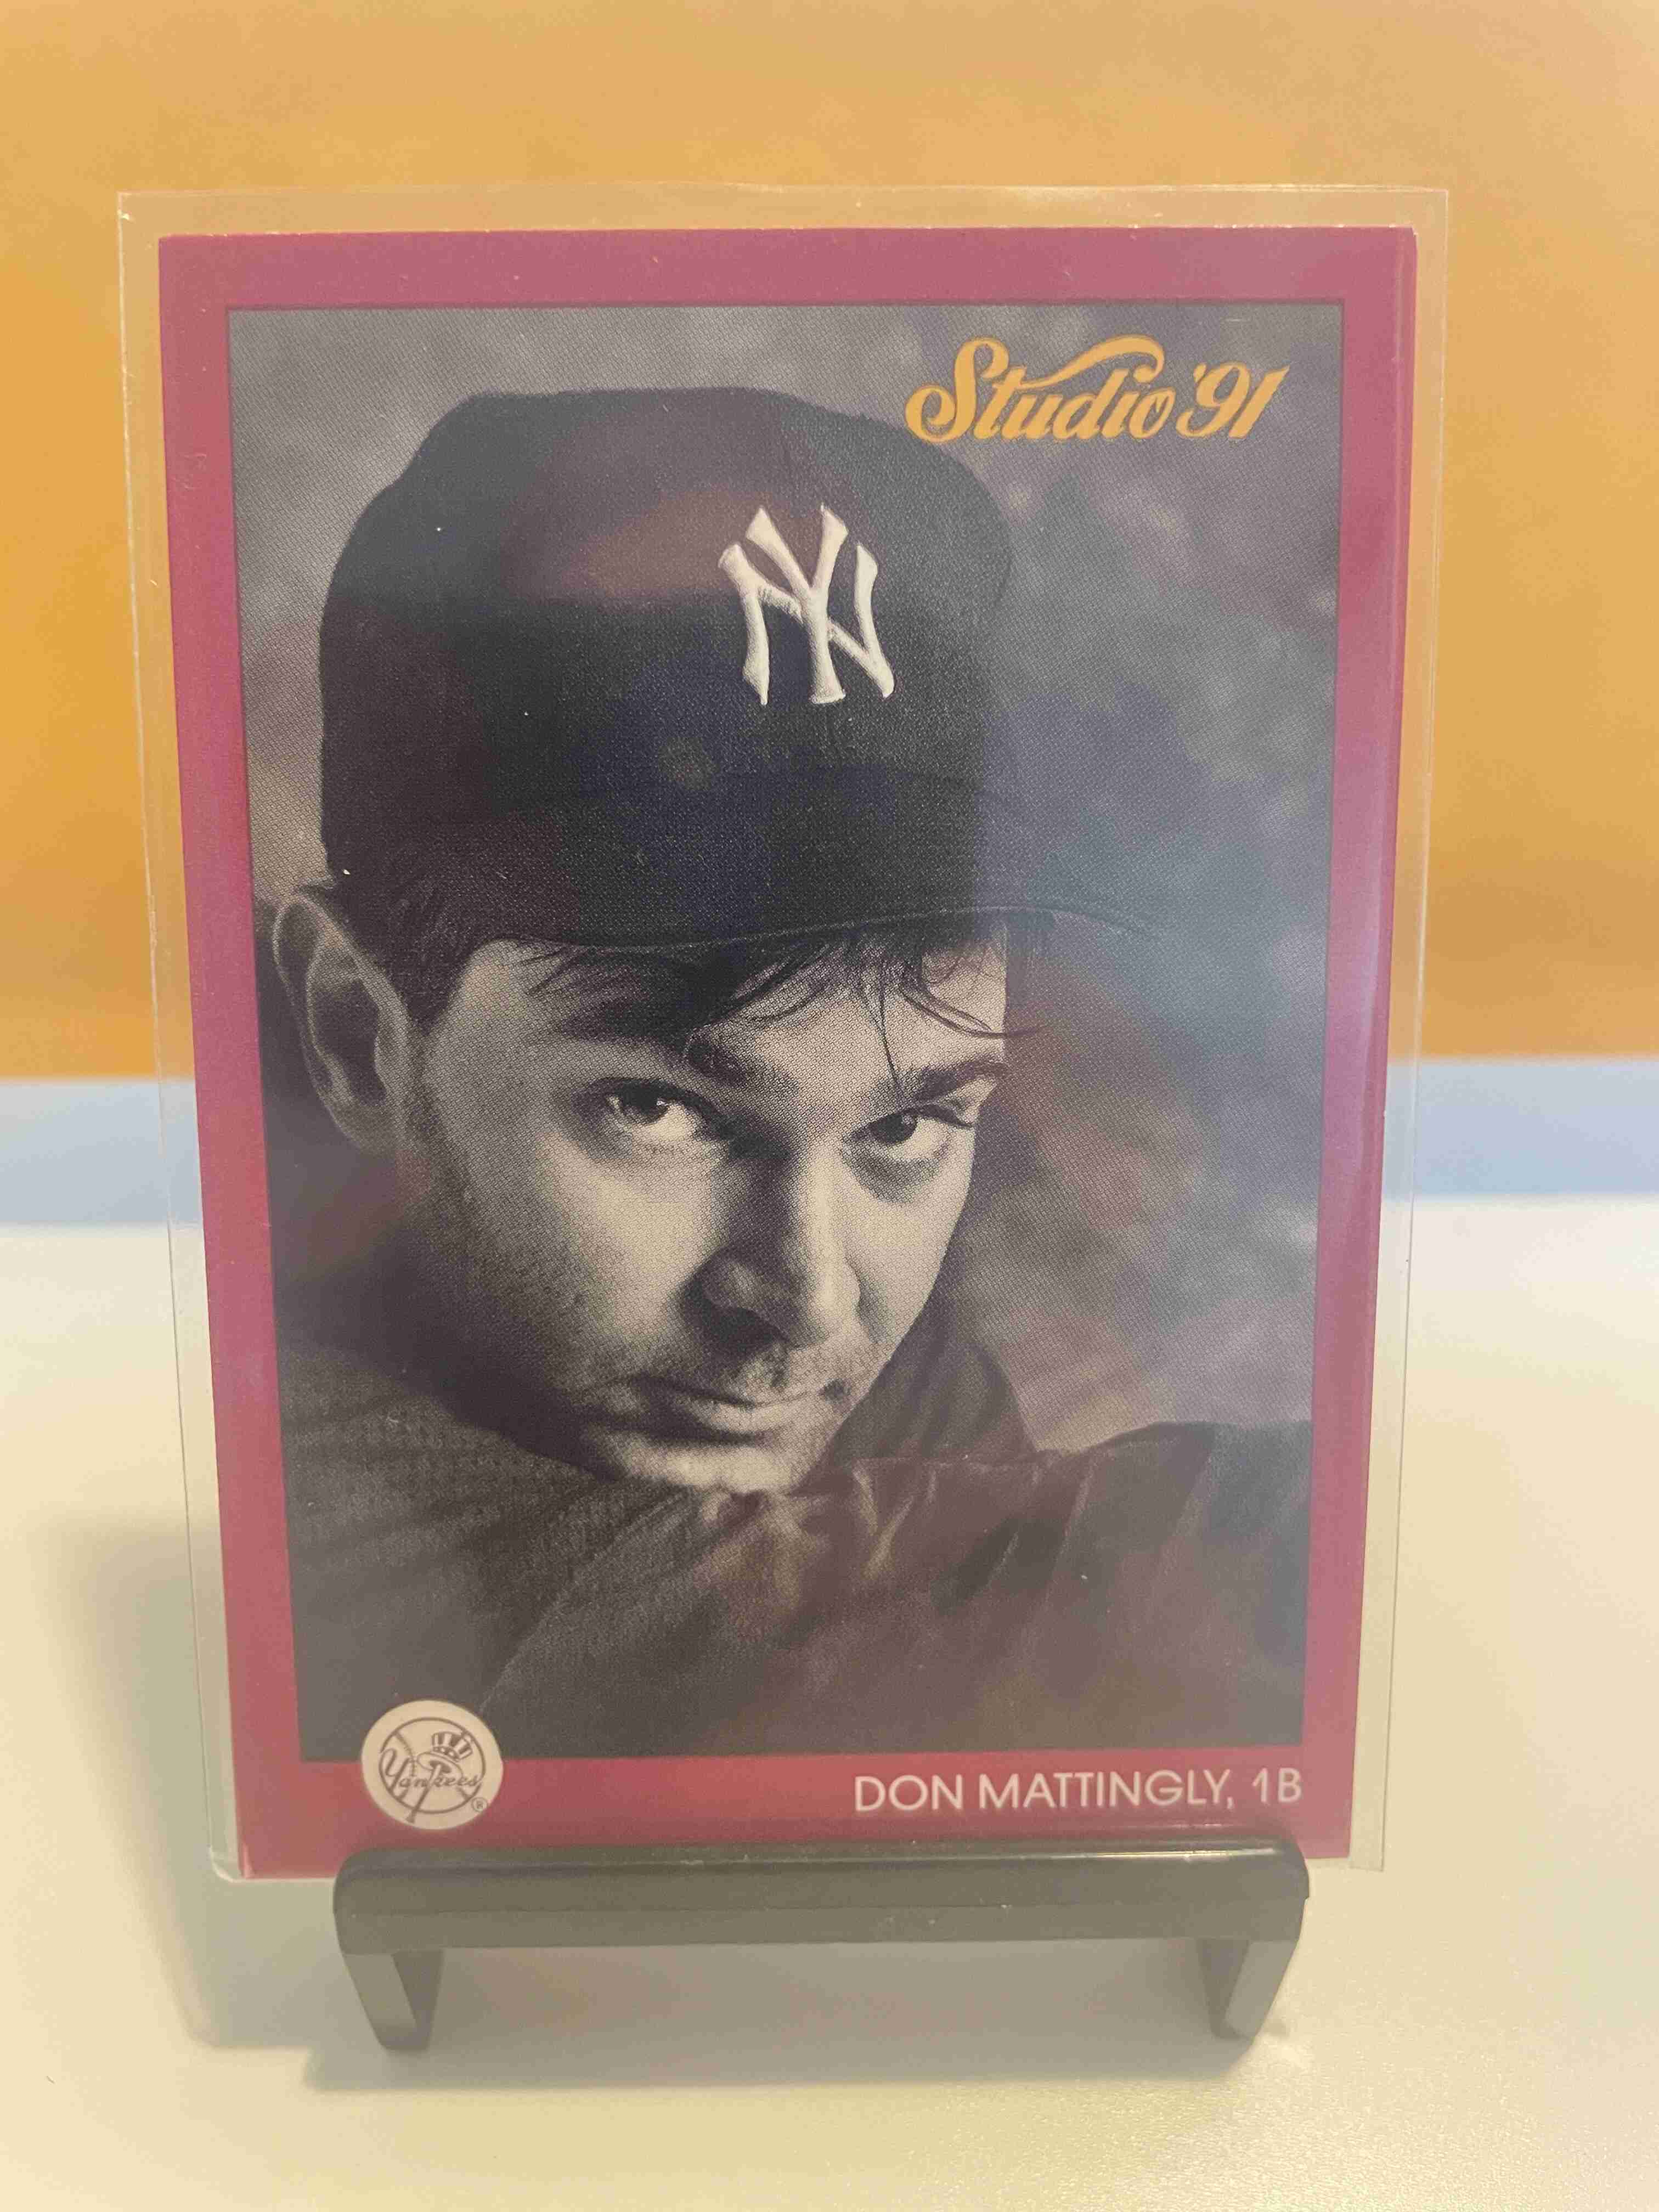 Studio '91
NY
Yankees ®
DON MATTINGLY, 1B